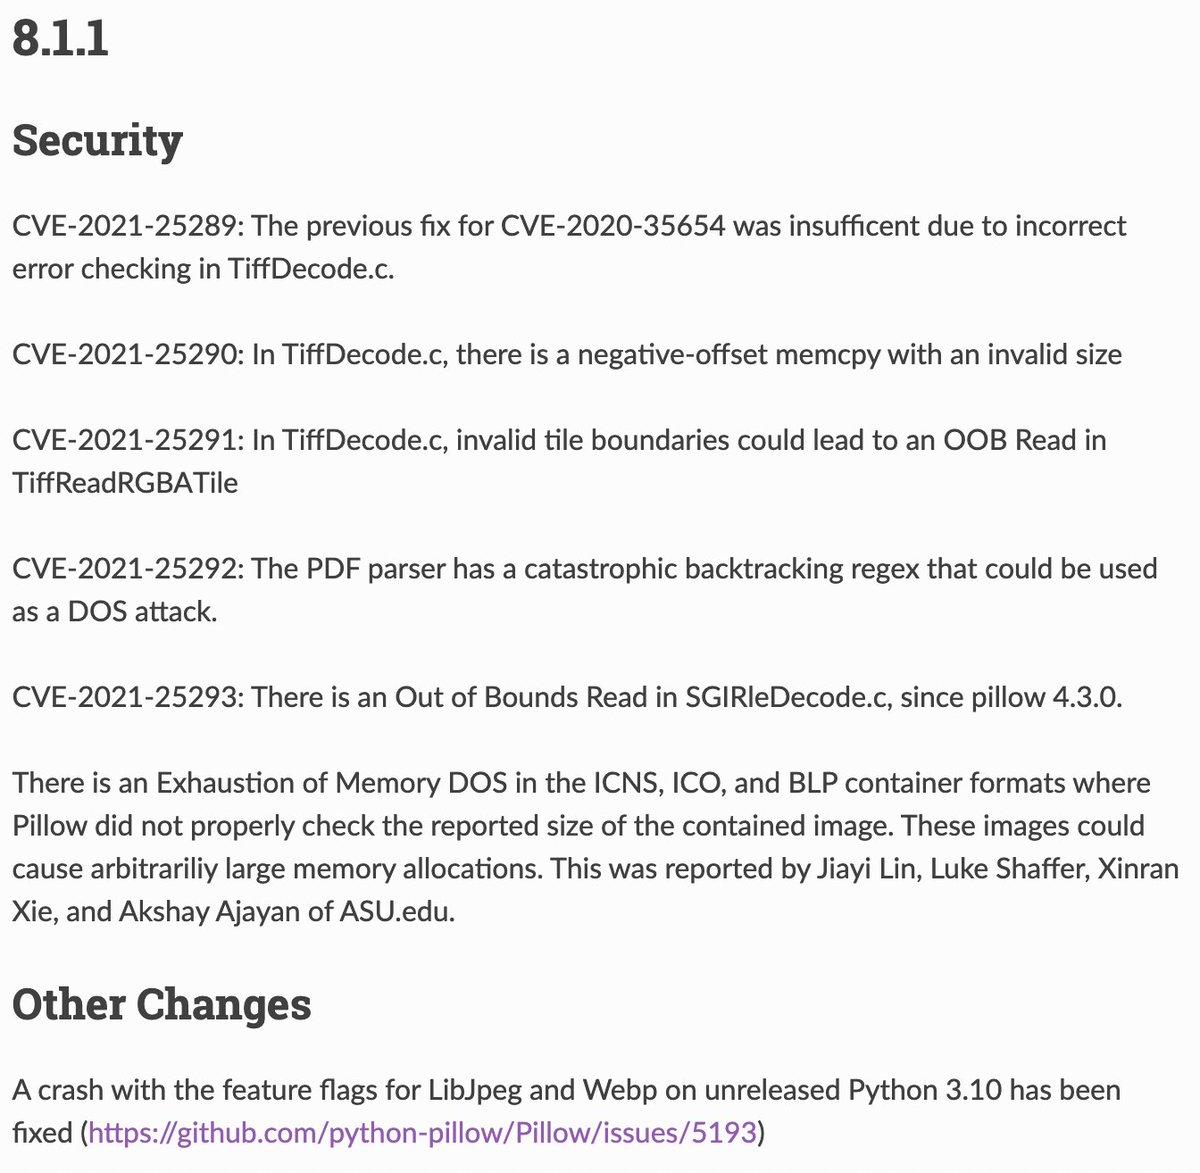 8.1.1
Security
CVE-2021-25289: The previous fix for CVE-2020-35654 was insufficent due to incorrect
error checking in TiffDecode.c.
CVE-2021-25290: In TiffDecode.c, there is a negative-offset memcpy with an invalid size
CVE-2021-25291: In TiffDecode.c, invalid tile boundaries could lead to an OOB Read in
TiffReadRGBATile
CVE-2021-25292: The PDF parser has a catastrophic backtracking regex that could be used
as a DOS attack.
CVE-2021-25293: There is an Out of Bounds Read in SGIRleDecode.c, since pillow 4.3.0.
There is an Exhaustion of Memory DOS in the ICNS, ICO, and BLP container formats where
Pillow did not properly check the reported size of the contained image. These images could
cause arbitrariliy large memory allocations. This was reported by Jiayi Lin, Luke Shaffer, Xinran
Xie, and Akshay Ajayan of ASU.edu.
Other Changes
A crash with the feature flags for LibJpeg and Webp on unreleased Python 3.10 has been
fixed (https://github.com/python-pillow/Pillow/issues/5193)